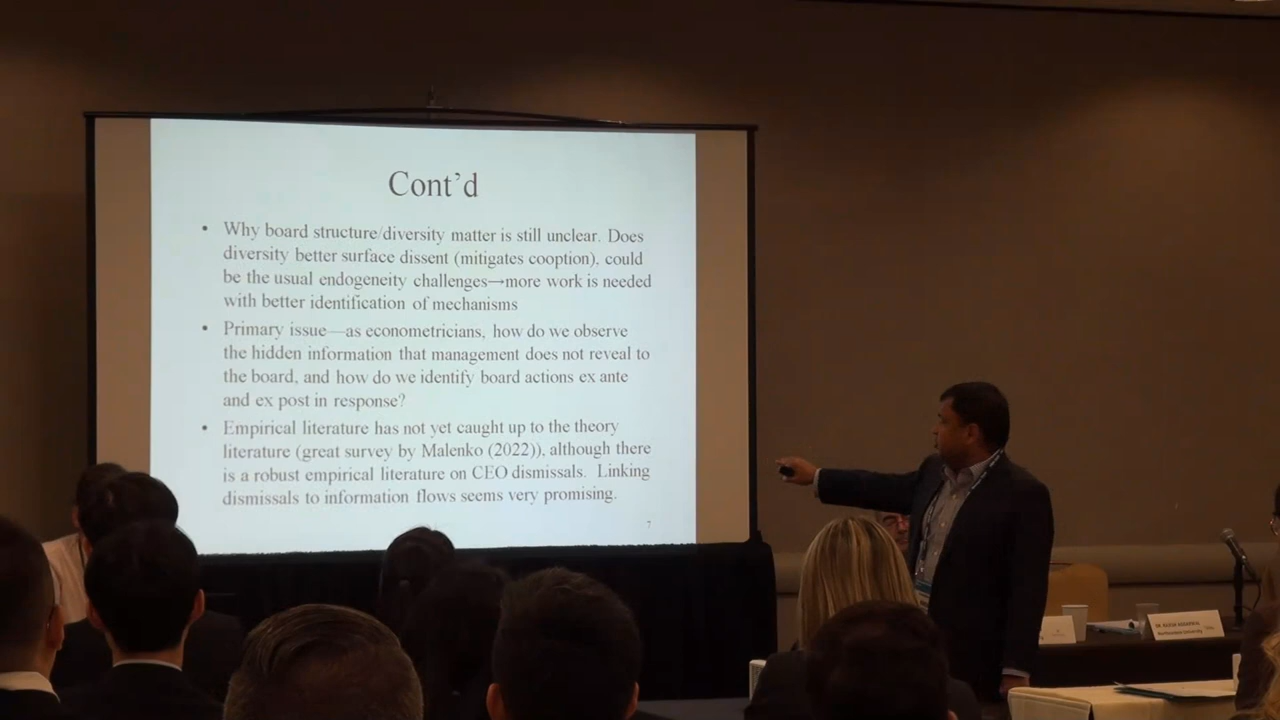 Cont’d
• Why board structure/diversity matter is still unclear. Does
diversity better surface dissent (mitigates cooption), could
be the usual endogeneity challenges→more work is needed
with better identification of mechanisms
• Primary issue—as econometricians, how do we observe
the hidden information that management does not reveal to
the board, and how do we identify board actions ex ante
and ex post in response?
• Empirical literature has not yet caught up to the theory
literature (great survey by Malenko (2022)), although there
is a robust empirical literature on CEO dismissals. Linking
dismissals to information flows seems very promising.
7